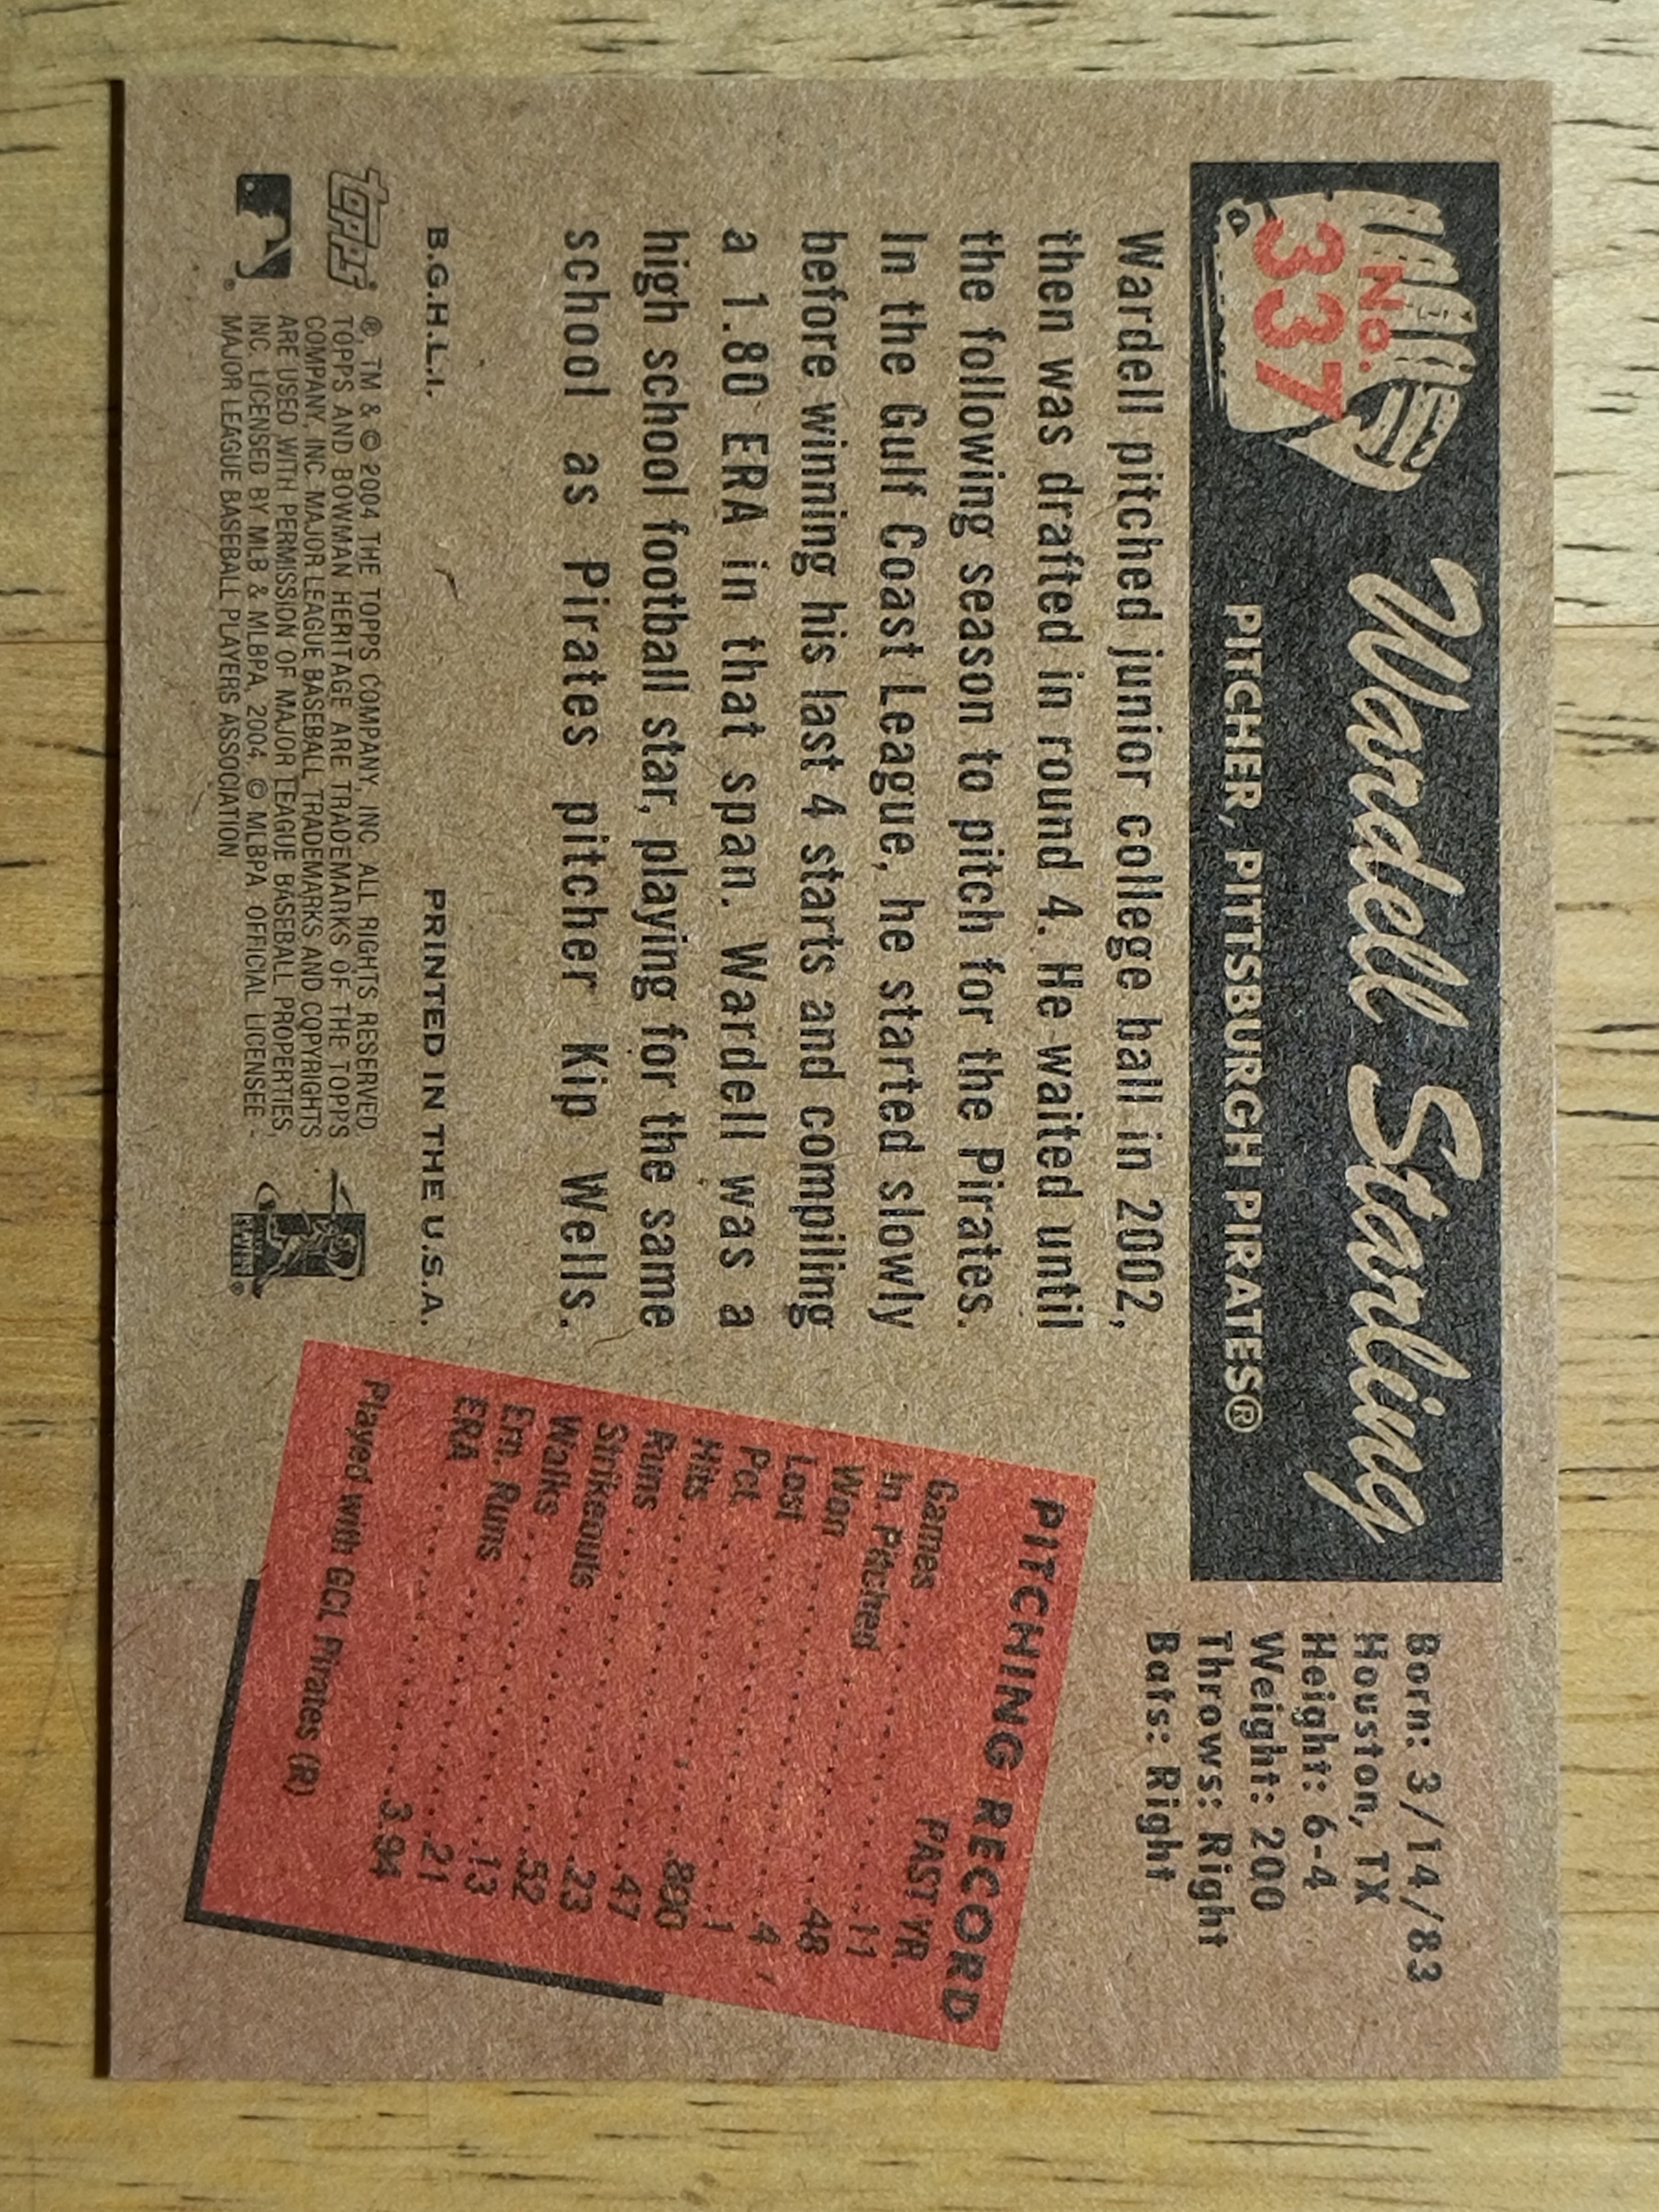 No.
337
Wardell Starling
PITCHER, PITTSBURGH PIRATES®
Born: 3/14/83
Houston, TX
Height: 6-4
Weight: 200
Throws: Right
Bats: Right
Wardell pitched junior college ball in 2002,
then was drafted in round 4. He waited until
the following season to pitch for the Pirates.
In the Gulf Coast League, he started slowly
before winning his last 4 starts and compiling
a 1.80 ERA in that span. Wardell was a
high school football star, playing for the same
school as Pirates pitcher Kip Wells.
PITCHING RECORD
PAST YR.
Games 11
In. Pitched 48
Won 4
Lost 1
Pct. .800
Hits 47
Runs 23
Strikeouts 52
Walks 13
Ern. Runs 21
ERA 3.94
Played with GCL Pirates (R)
B.G.H.L.I. PRINTED IN THE U.S.A.
topps
®, TM & © 2004 THE TOPPS COMPANY, INC. ALL RIGHTS RESERVED.
TOPPS AND BOWMAN HERITAGE ARE TRADEMARKS OF THE TOPPS
COMPANY, INC. MAJOR LEAGUE BASEBALL TRADEMARKS AND COPYRIGHTS
ARE USED WITH PERMISSION OF MAJOR LEAGUE BASEBALL PROPERTIES,
INC. LICENSED BY MLB & MLBPA, 2004. © MLBPA OFFICIAL LICENSEE -
MAJOR LEAGUE BASEBALL PLAYERS ASSOCIATION